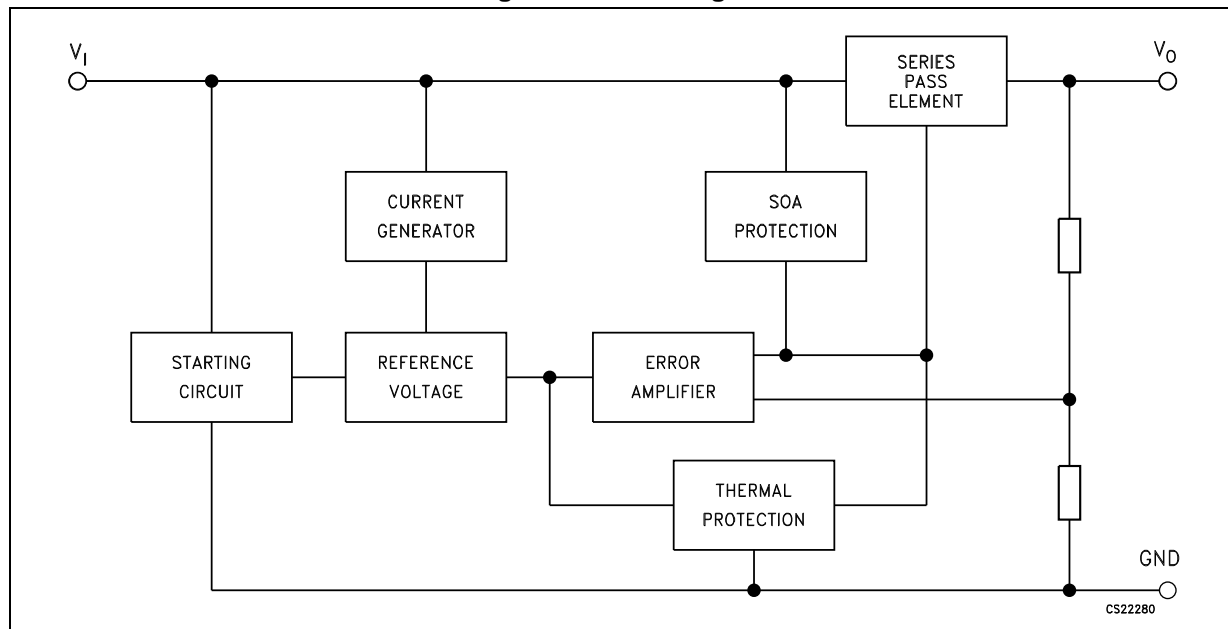 V_I
V_O
SERIES
PASS
ELEMENT
CURRENT
GENERATOR
SOA
PROTECTION
STARTING
CIRCUIT
REFERENCE
VOLTAGE
ERROR
AMPLIFIER
THERMAL
PROTECTION
GND
CS22280